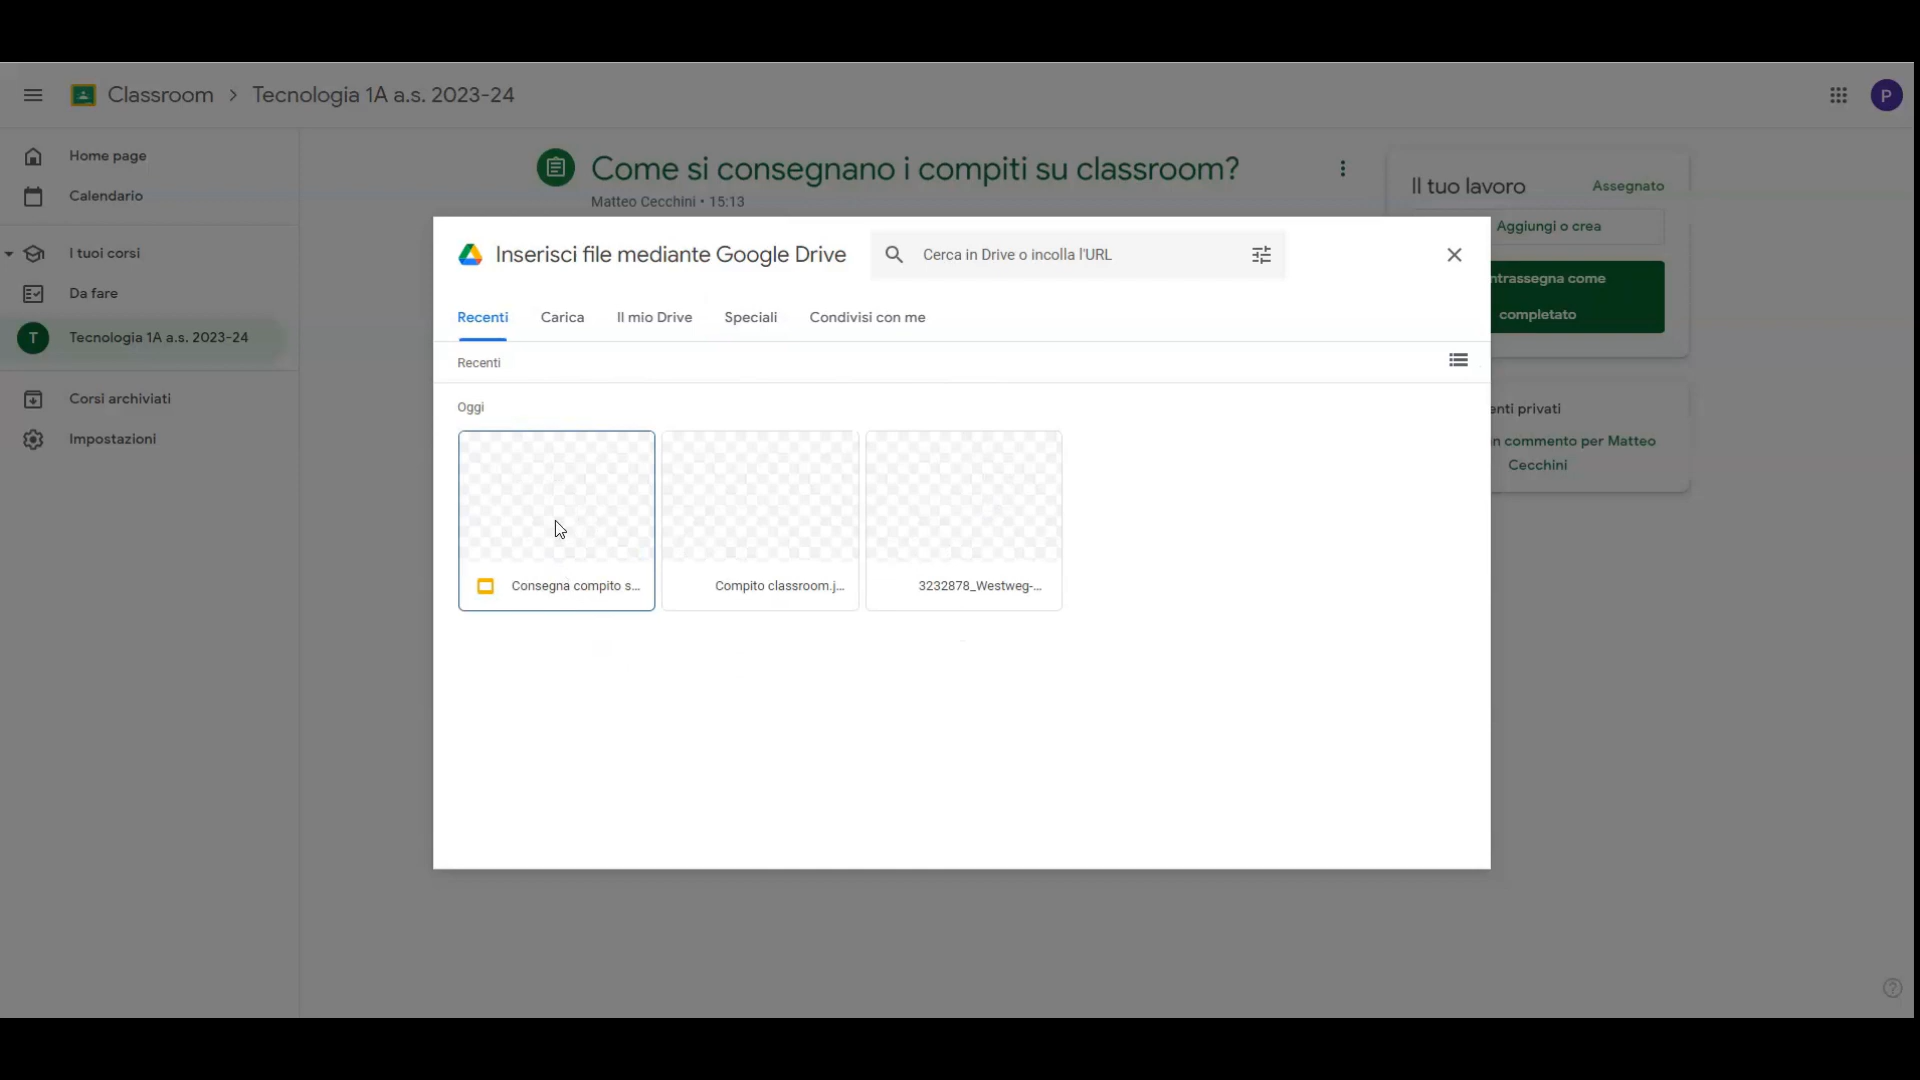 Classroom > Tecnologia 1A a.s. 2023-24
P
Home page
Calendario
I tuoi corsi
Da fare
T Tecnologia 1A a.s. 2023-24
Corsi archiviati
Impostazioni
Come si consegnano i compiti su classroom?
Matteo Cecchini • 15:13
Il tuo lavoro
Assegnato
Aggiungi o crea
ntrassegna come
completato
enti privati
n commento per Matteo
Cecchini
Inserisci file mediante Google Drive
Cerca in Drive o incolla l'URL
Recenti
Carica
Il mio Drive
Speciali
Condivisi con me
Recenti
Oggi
Consegna compito s...
Compito classroom.j...
3232878_Westweg-...